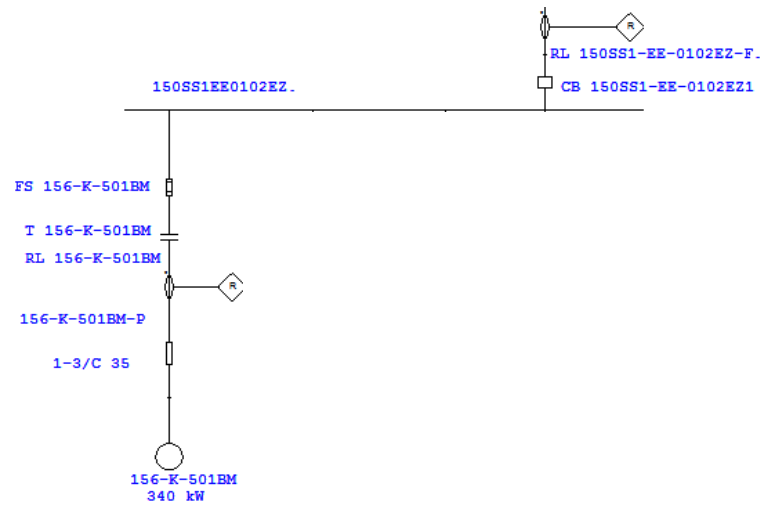 R
RL 150SS1-EE-0102EZ-F.
150SS1EE0102EZ.
CB 150SS1-EE-0102EZ1
FS 156-K-501BM
T 156-K-501BM
RL 156-K-501BM
R
156-K-501BM-P
1-3/C 35
156-K-501BM
340 kW